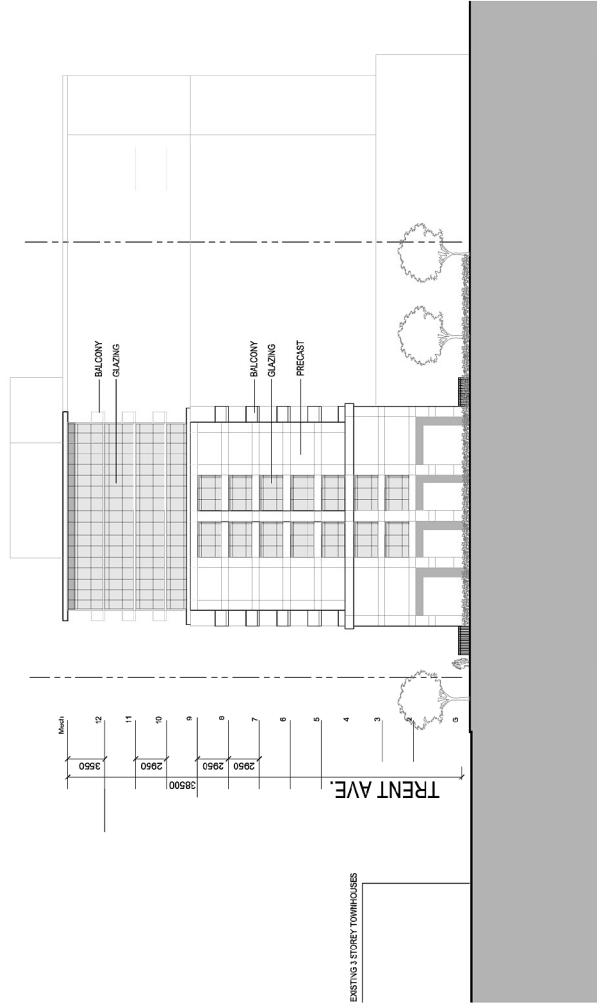 BALCONY
GLAZING
BALCONY
GLAZING
PRECAST
Mech
12
11
10
9
8
7
6
5
4
3
2
G
3550
2950
2950
2950
38500
TRENT AVE.
EXISTING 3 STOREY TOWNHOUSES